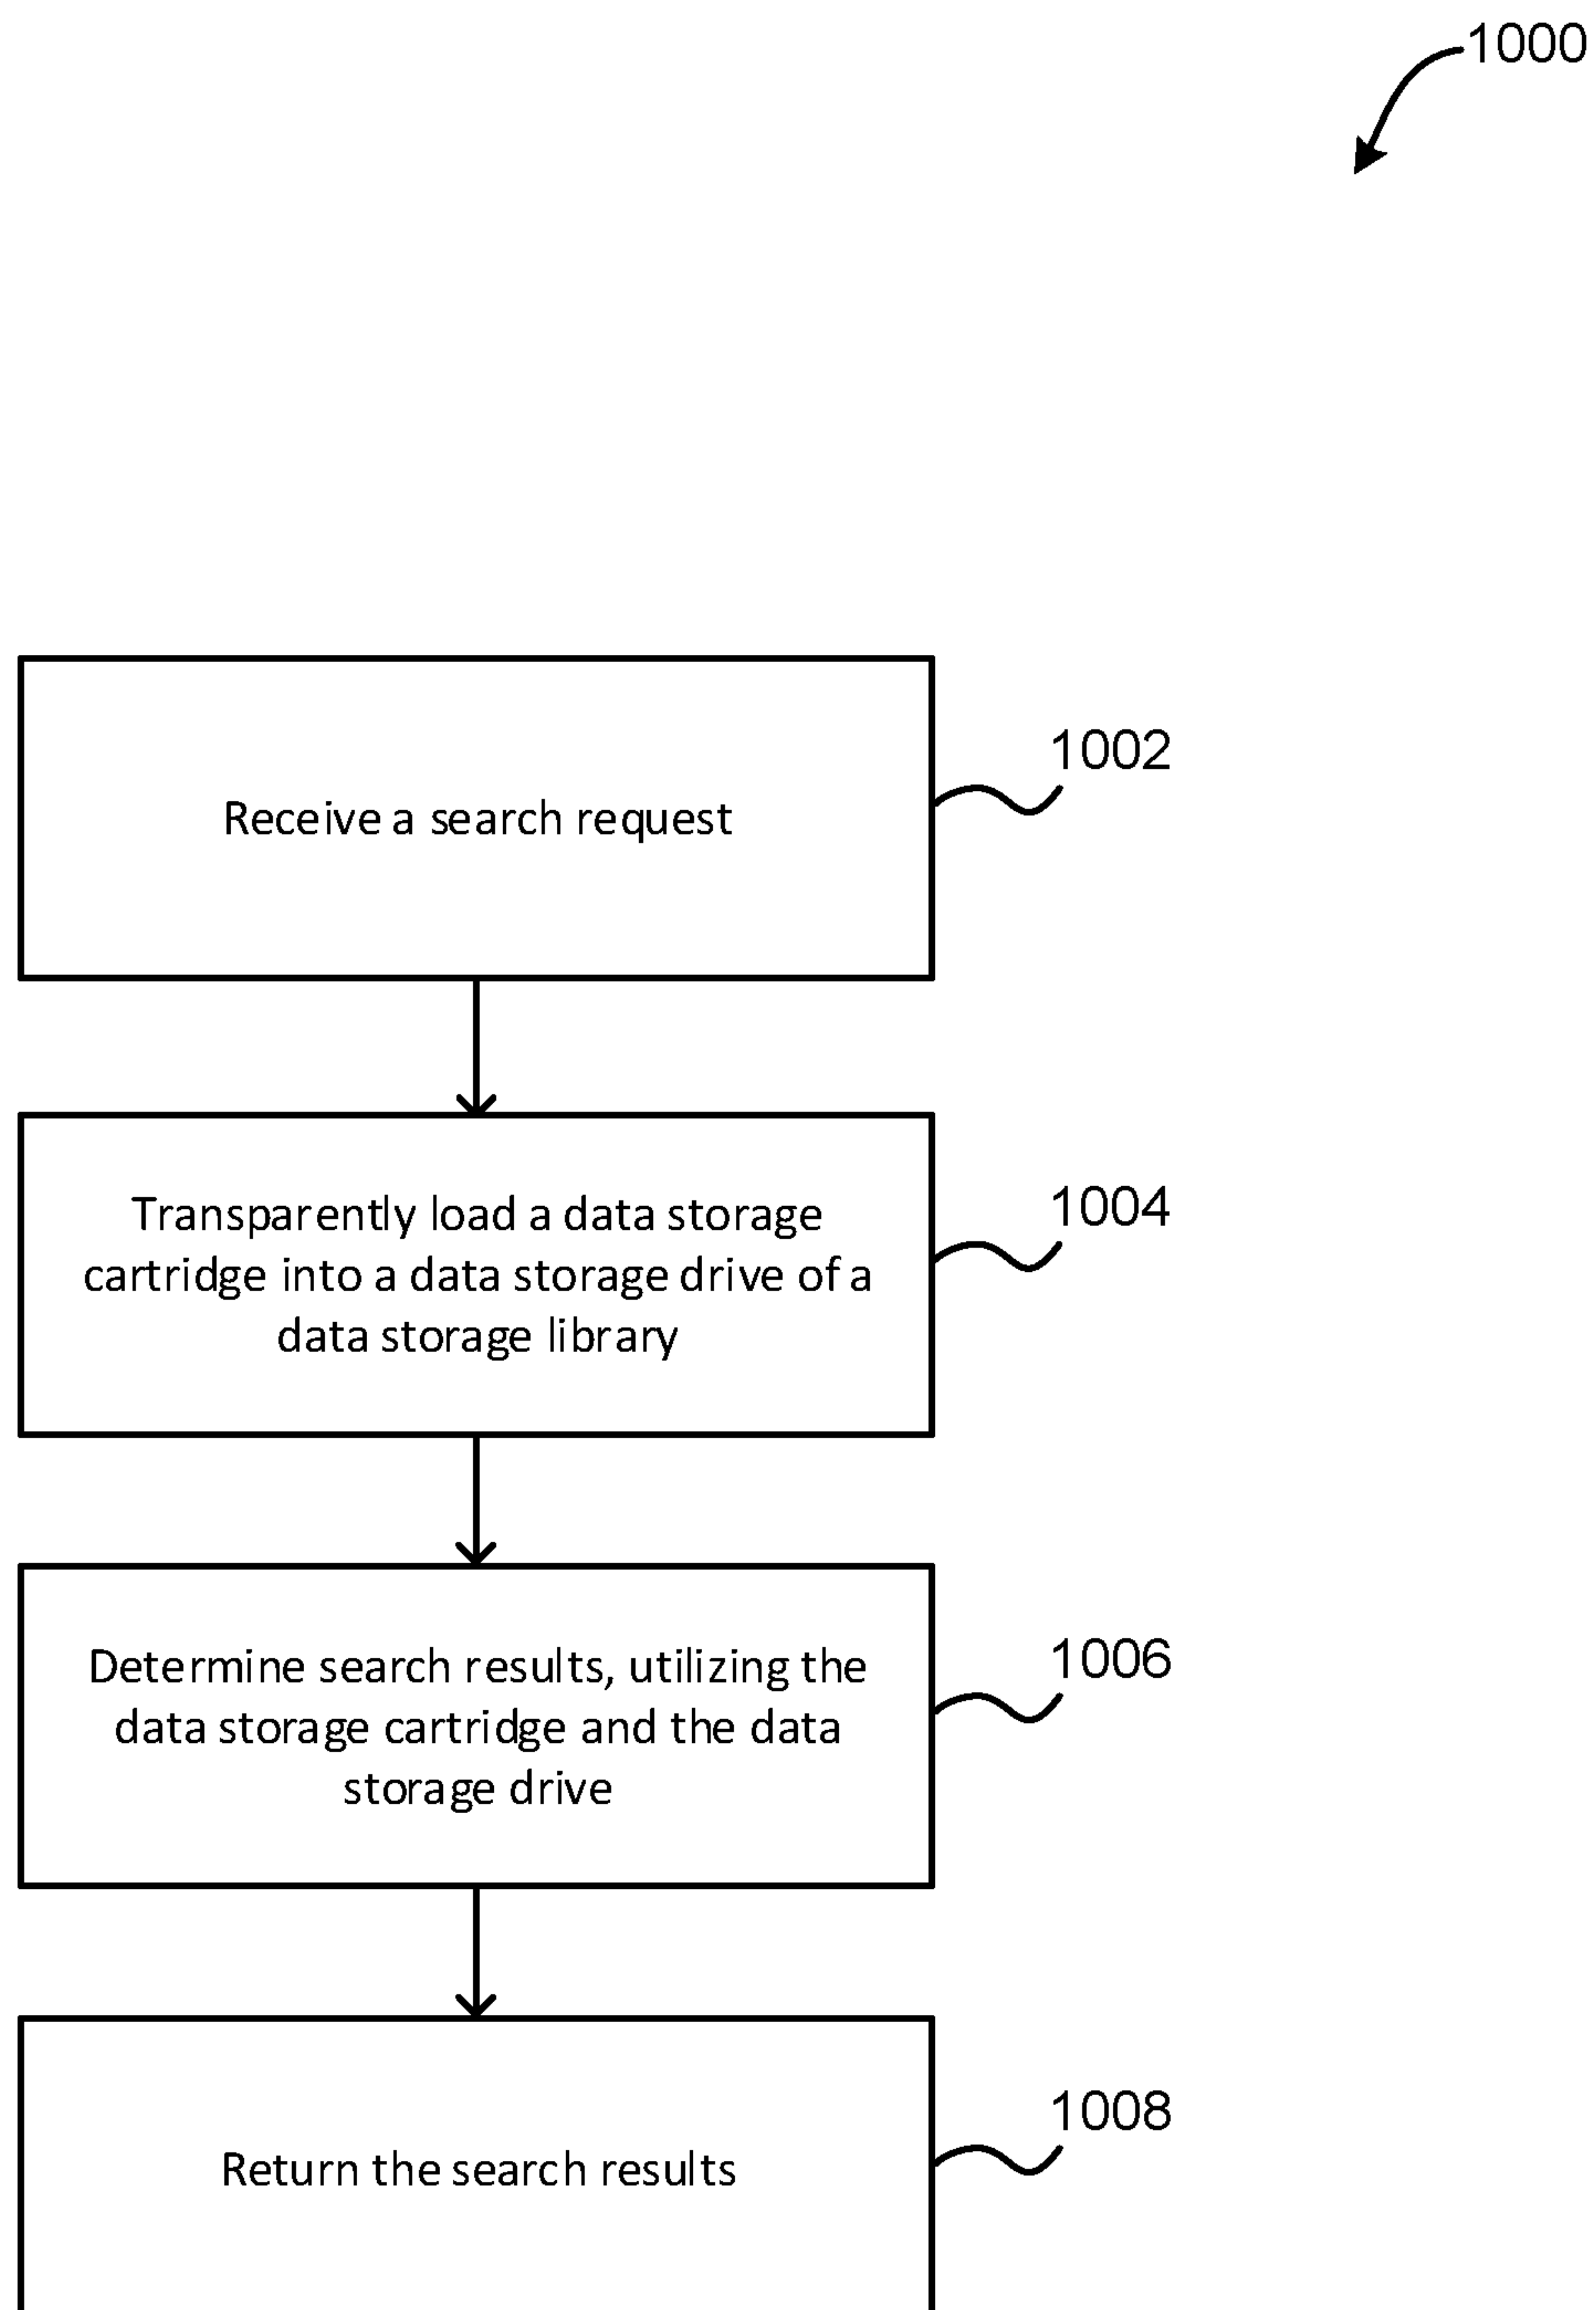 1000
Receive a search request
1002
Transparently load a data storage
cartridge into a data storage drive of a
data storage library
1004
Determine search results, utilizing the
data storage cartridge and the data
storage drive
1006
Return the search results
1008